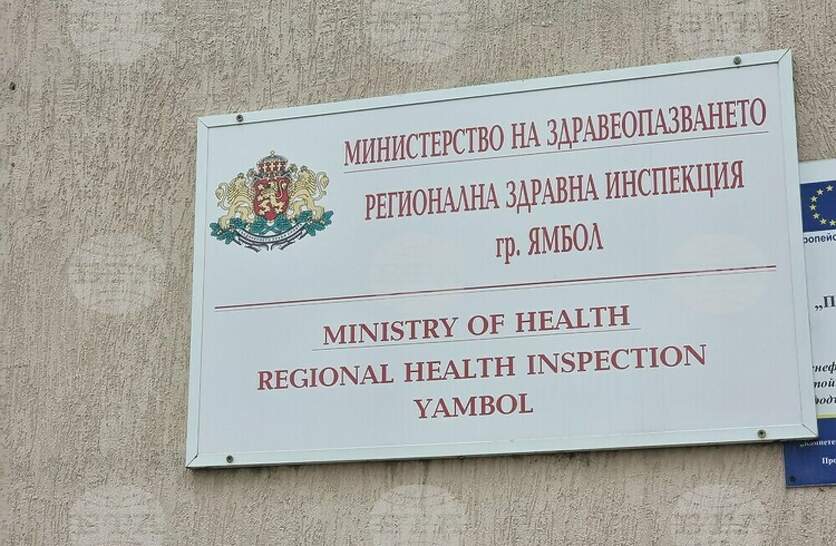 МИНИСТЕРСТВО НА ЗДРАВЕОПАЗВАНЕТО
РЕГИОНАЛНА ЗДРАВНА ИНСПЕКЦИЯ
гр. ЯМБОЛ
MINISTRY OF HEALTH
REGIONAL HEALTH INSPECTION
YAMBOL